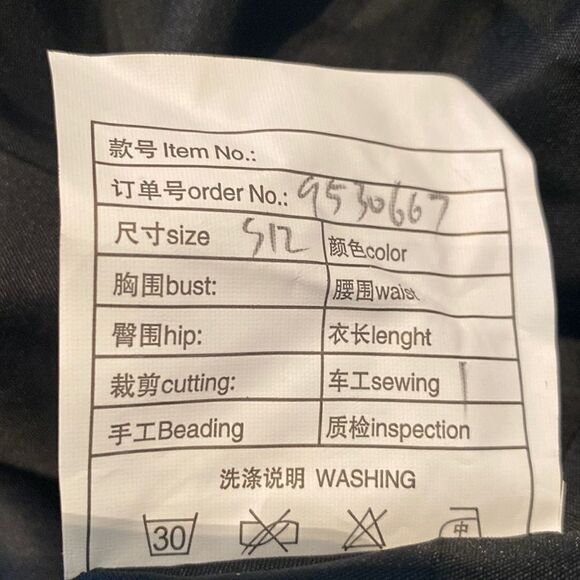 款号 Item No.:
订单号order No.: 9530667
尺寸size S12 颜色color
胸围bust: 腰围waist
臀围hip: 衣长lenght
裁剪cutting: 车工sewing
手工Beading 质检inspection
洗涤说明 WASHING
30 中